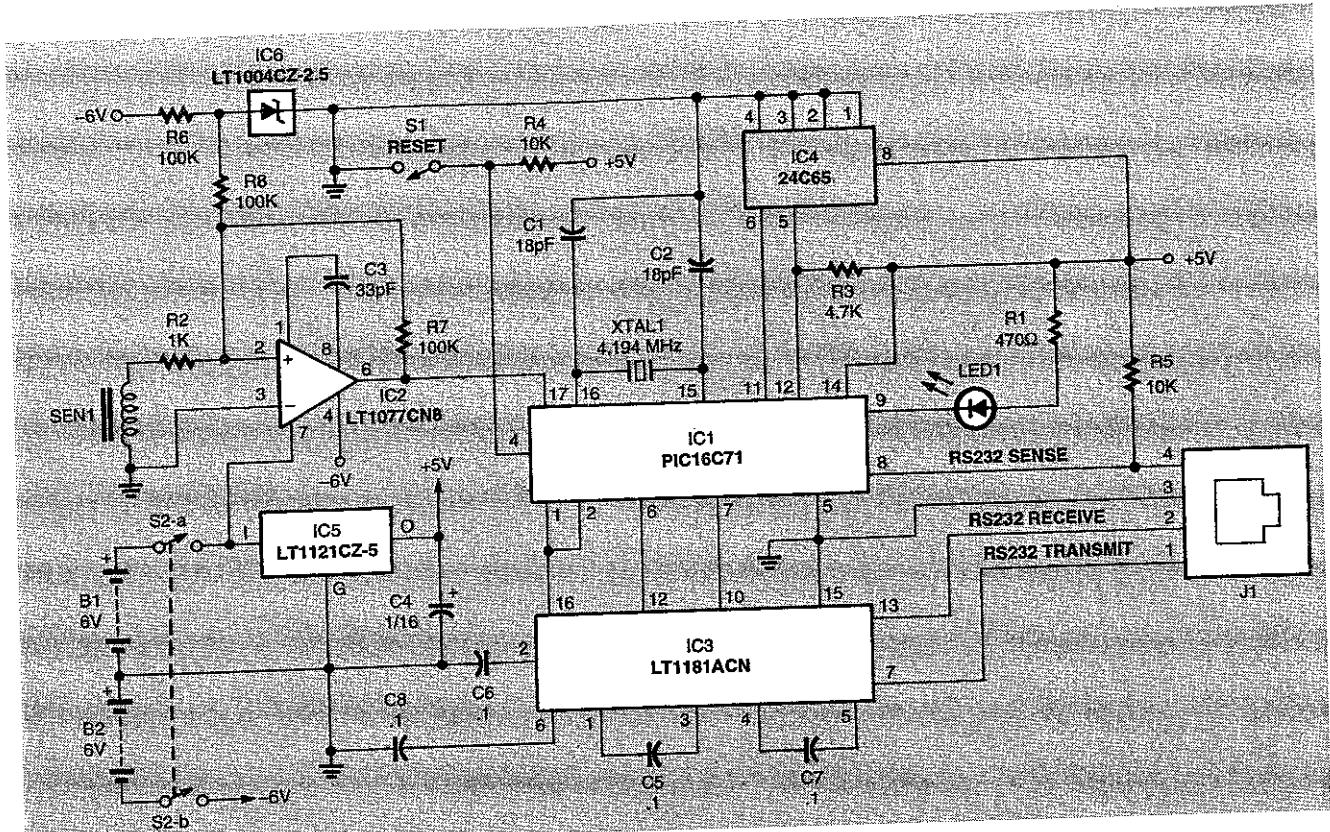 IC6
LT1004CZ-2.5
-6V
R6
100K
R8
100K
S1
RESET
R4
10K
+5V
4
3
2
1
IC4
24C65
8
6
5
C1
18pF
C2
18pF
C3
33pF
R3
4.7K
+5V
R1
470Ω
R2
1K
1
8
2
+
6
3
-
4
7
IC2
LT1077CN8
-6V
R7
100K
XTAL1
4.194 MHz
LED1
R5
10K
SEN1
17
16
15
11
12
14
9
4
IC1
PIC16C71
8
RS232 SENSE
4
3
RS232 RECEIVE
2
RS232 TRANSMIT
1
J1
1
2
6
7
5
+5V
S2-a
I
IC5
LT1121CZ-5
O
G
+
B1
6V
C4
1/16
+
16
12
10
15
13
2
IC3
LT1181ACN
7
C6
.1
C8
.1
6
1
3
4
5
C5
.1
C7
.1
+
B2
6V
-6V
S2-b